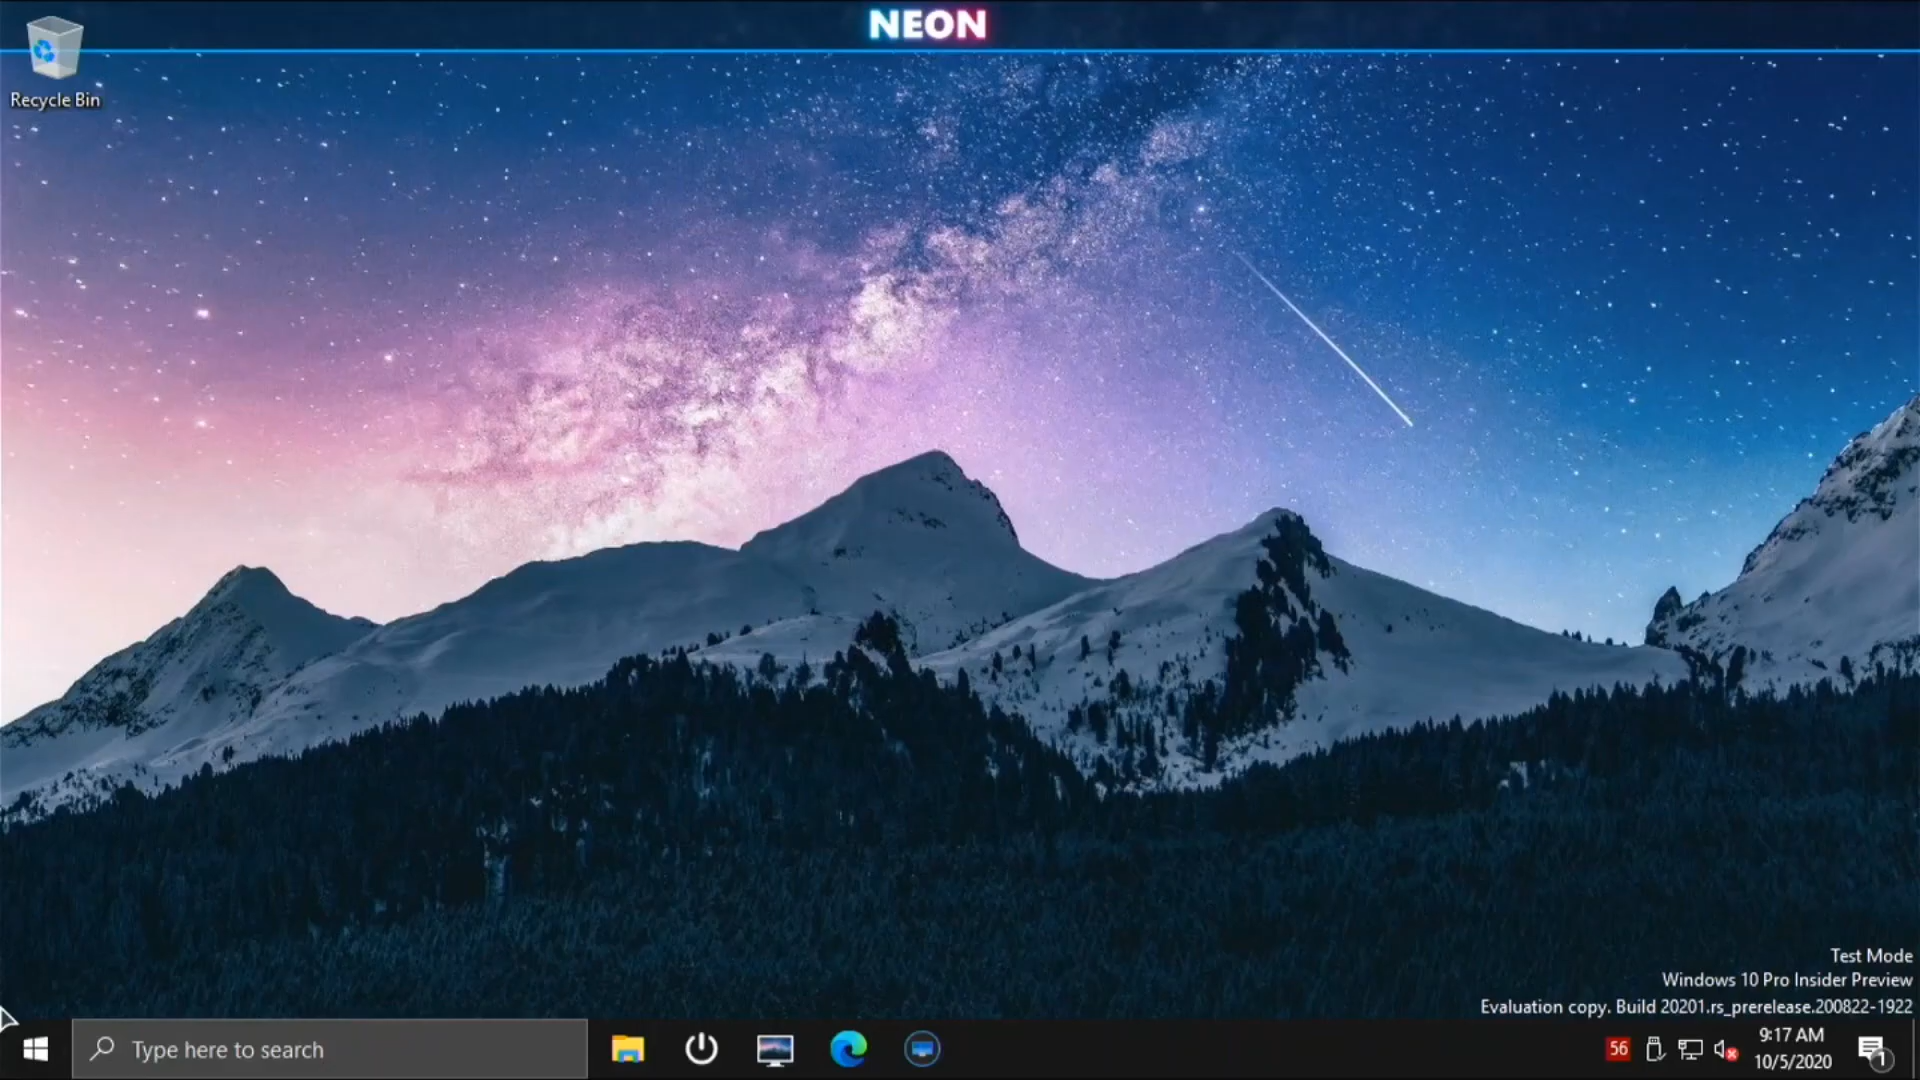 NEON
Recycle Bin
Test Mode
Windows 10 Pro Insider Preview
Evaluation copy. Build 20201.rs_prerelease.200822-1922
Type here to search
56
9:17 AM
10/5/2020
1